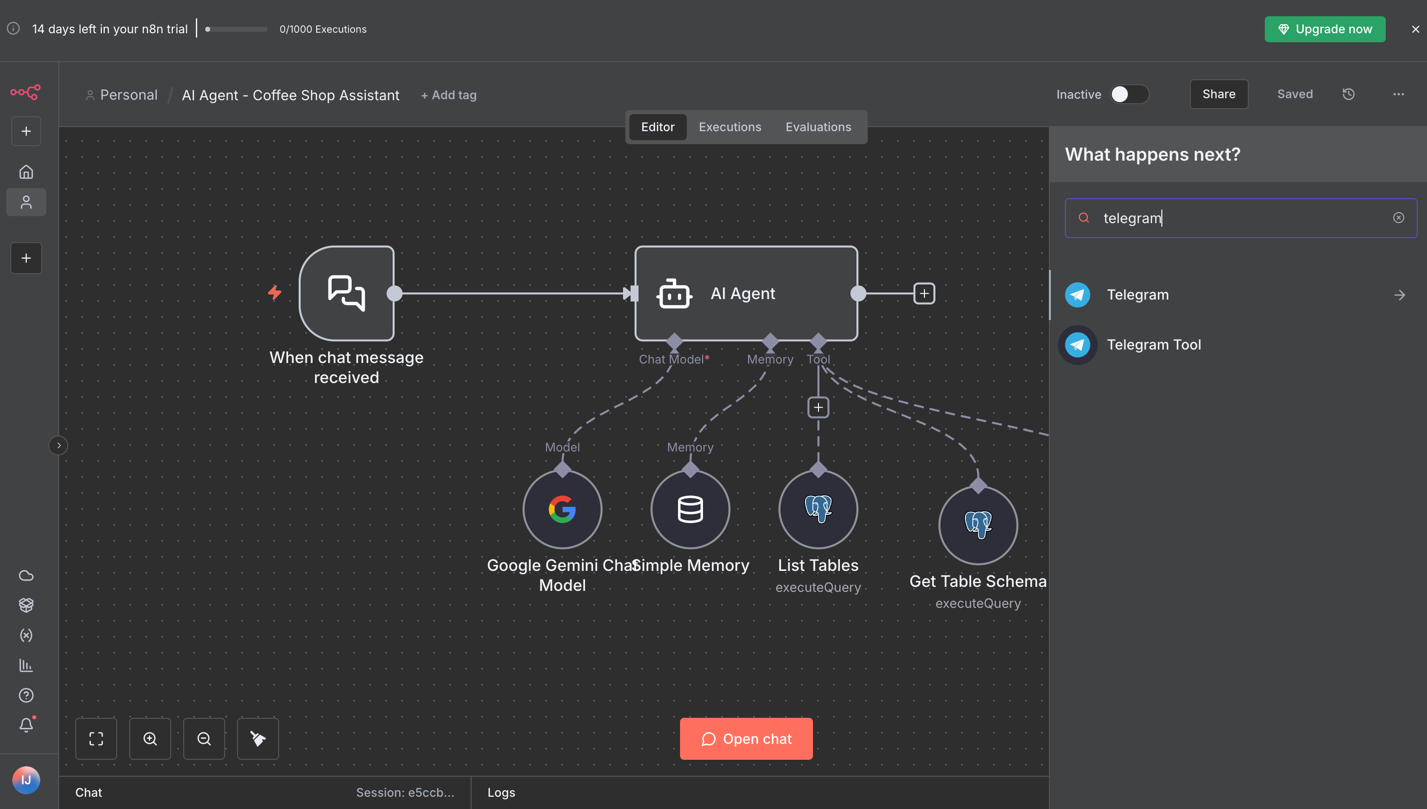 14 days left in your n8n trial
0/1000 Executions
Upgrade now
Personal / AI Agent - Coffee Shop Assistant + Add tag
Inactive
Share
Saved
Editor
Executions
Evaluations
What happens next?
telegram
Telegram
Telegram Tool
When chat message
received
AI Agent
Chat Model*
Memory
Tool
Model
Memory
Google Gemini Chat
Model
Simple Memory
List Tables
executeQuery
Get Table Schema
executeQuery
Open chat
IJ
Chat
Session: e5ccb...
Logs